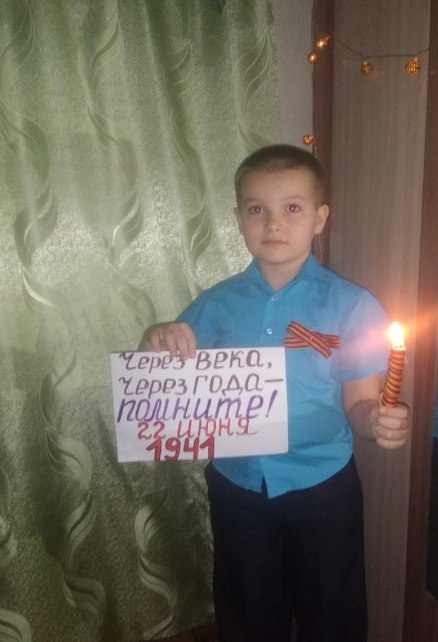 Через века,
Через года—
помните!
22 июня
1941